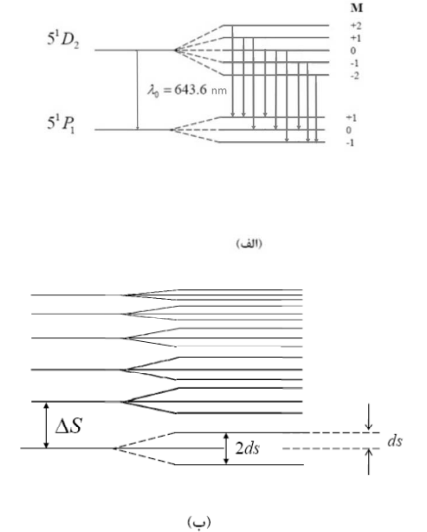 M
5¹D₂
+2
+1
0
-1
-2
λ₀ = 643.6 nm
5¹P₁
+1
0
-1
(الف)
ΔS
2ds
ds
(ب)